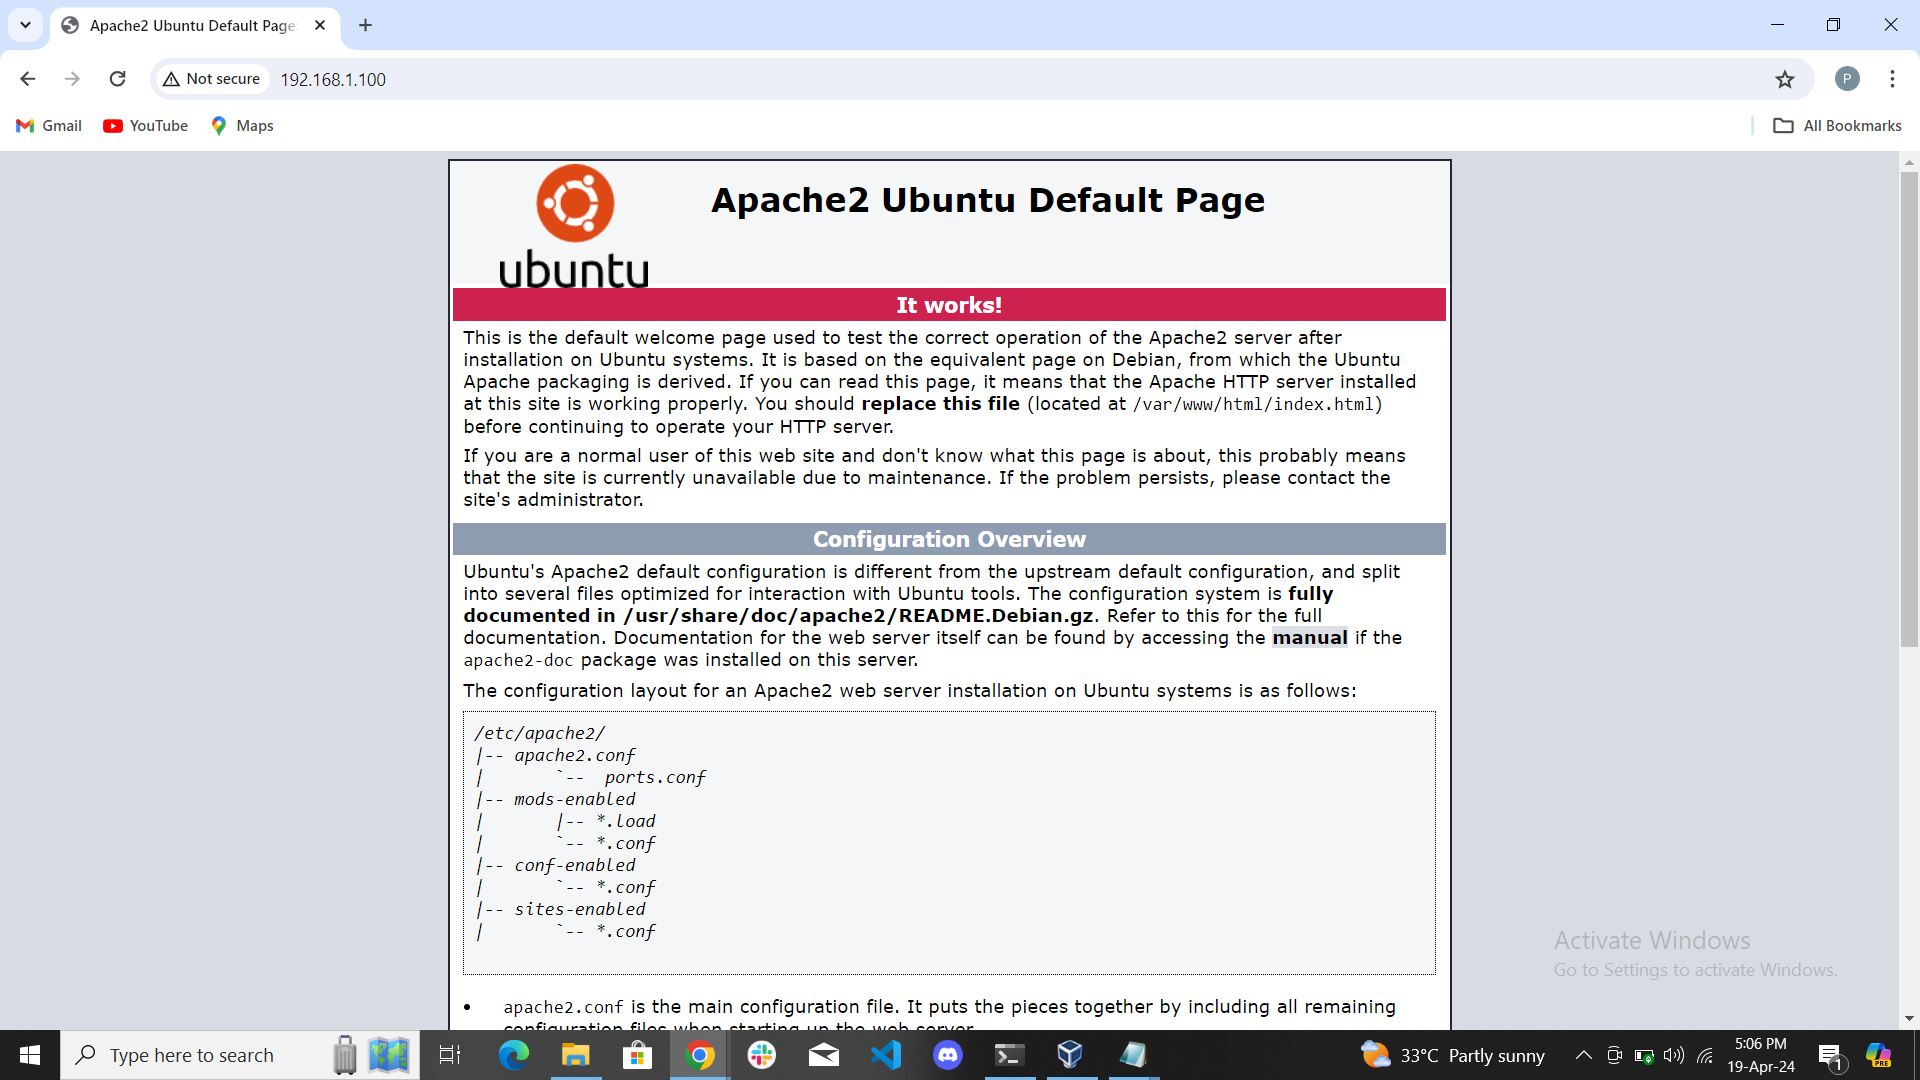 Apache2 Ubuntu Default Page:
Not secure
192.168.1.100
P
Gmail
YouTube
Maps
All Bookmarks
ubuntu
Apache2 Ubuntu Default Page
It works!
This is the default welcome page used to test the correct operation of the Apache2 server after
installation on Ubuntu systems. It is based on the equivalent page on Debian, from which the Ubuntu
Apache packaging is derived. If you can read this page, it means that the Apache HTTP server installed
at this site is working properly. You should replace this file (located at /var/www/html/index.html)
before continuing to operate your HTTP server.
If you are a normal user of this web site and don't know what this page is about, this probably means
that the site is currently unavailable due to maintenance. If the problem persists, please contact the
site's administrator.
Configuration Overview
Ubuntu's Apache2 default configuration is different from the upstream default configuration, and split
into several files optimized for interaction with Ubuntu tools. The configuration system is fully
documented in /usr/share/doc/apache2/README.Debian.gz. Refer to this for the full
documentation. Documentation for the web server itself can be found by accessing the manual if the
apache2-doc package was installed on this server.
The configuration layout for an Apache2 web server installation on Ubuntu systems is as follows:
/etc/apache2/
|-- apache2.conf
|       `--  ports.conf
|-- mods-enabled
|       |-- *.load
|       `-- *.conf
|-- conf-enabled
|       `-- *.conf
|-- sites-enabled
|       `-- *.conf
• apache2.conf is the main configuration file. It puts the pieces together by including all remaining
configuration files when starting up the web server.
Activate Windows
Go to Settings to activate Windows.
Type here to search
33°C Partly sunny
5:06 PM
19-Apr-24
1
PRE